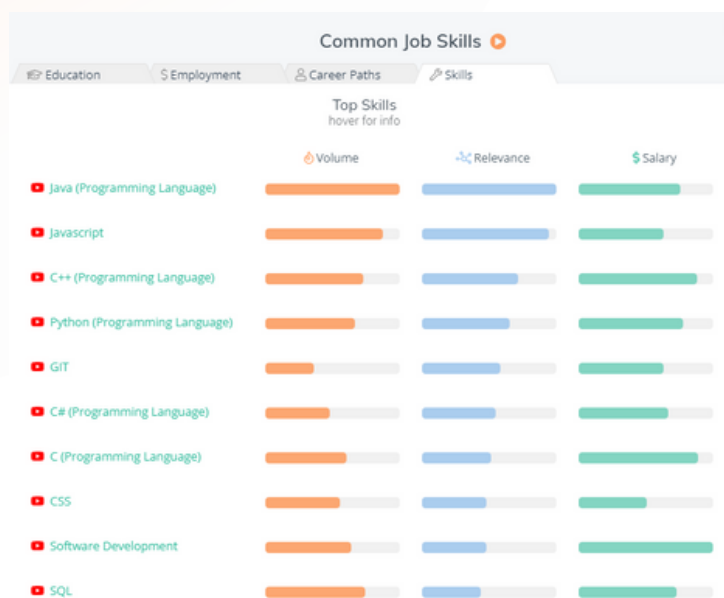 Common Job Skills
Education $ Employment Career Paths Skills
Top Skills
hover for info
Volume Relevance $ Salary
Java (Programming Language)
Javascript
C++ (Programming Language)
Python (Programming Language)
GIT
C# (Programming Language)
C (Programming Language)
CSS
Software Development
SQL